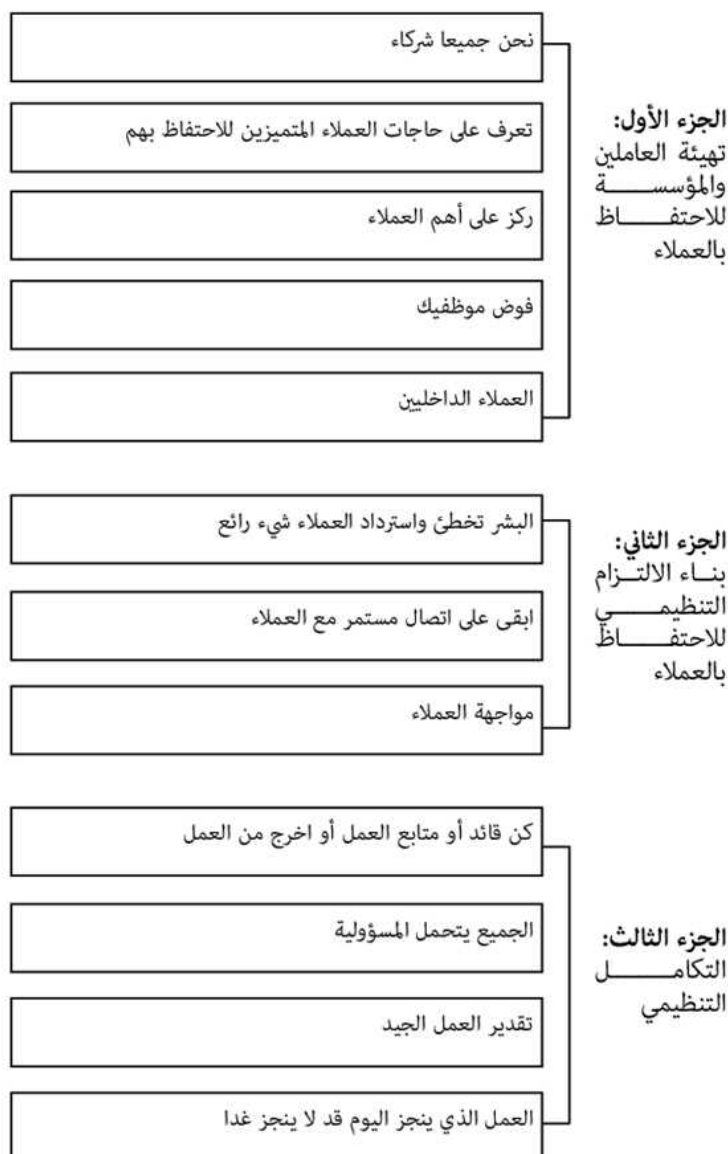 الجزء الأول:
تهيئة العاملين
والمؤسسة
للاحتفاظ
بالعملاء
نحن جميعا شركاء
تعرف على حاجات العملاء المتميزين للاحتفاظ بهم
ركز على أهم العملاء
فوض موظفيك
العملاء الداخليين
الجزء الثاني:
بناء الالتزام
التنظيمي
للاحتفاظ
بالعملاء
البشر تخطئ واسترداد العملاء شيء رائع
ابقى على اتصال مستمر مع العملاء
مواجهة العملاء
الجزء الثالث:
التكامل
التنظيمي
كن قائد أو متابع العمل أو اخرج من العمل
الجميع يتحمل المسؤولية
تقدير العمل الجيد
العمل الذي ينجز اليوم قد لا ينجز غدا